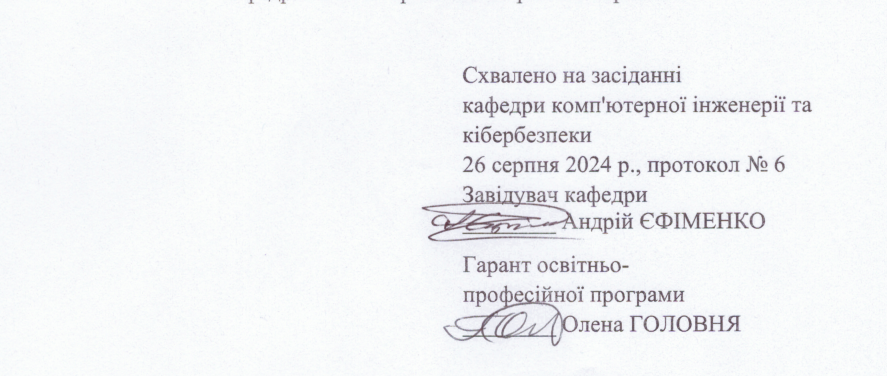 Схвалено на засіданні
кафедри комп'ютерної інженерії та
кібербезпеки
26 серпня 2024 р., протокол № 6
Завідувач кафедри
Андрій ЄФІМЕНКО
Гарант освітньо-
професійної програми
Олена ГОЛОВНЯ